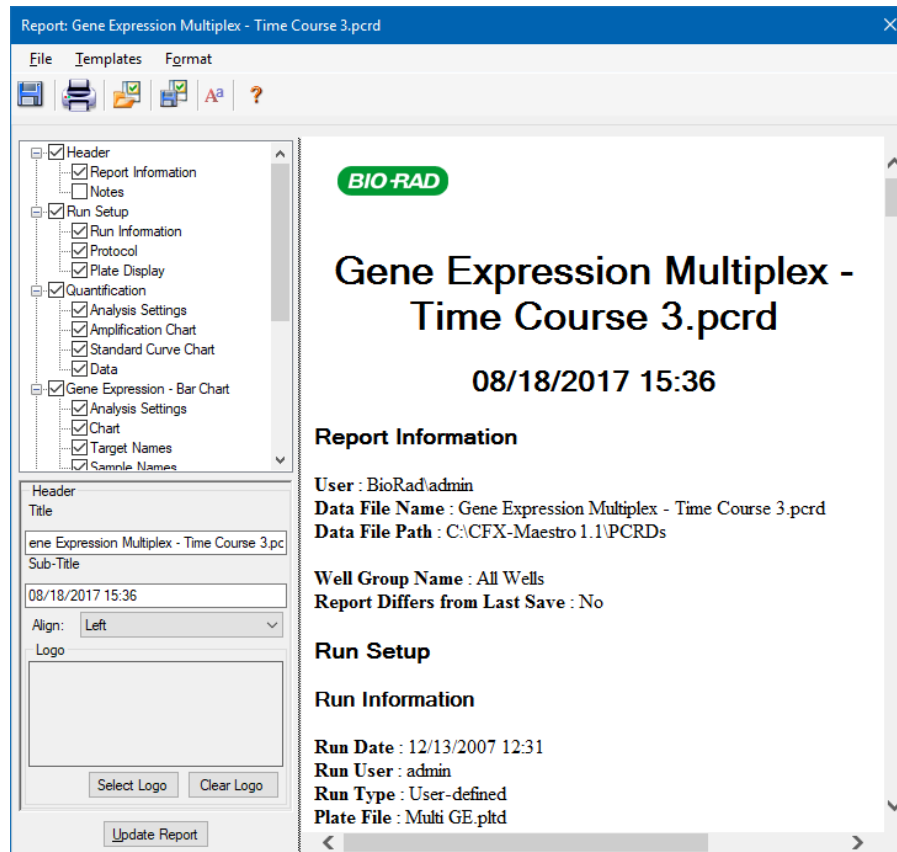 Report: Gene Expression Multiplex - Time Course 3.pcrd
File Templates Format
Aa ?
Header
Report Information
Notes
Run Setup
Run Information
Protocol
Plate Display
Quantification
Analysis Settings
Amplification Chart
Standard Curve Chart
Data
Gene Expression - Bar Chart
Analysis Settings
Chart
Target Names
Sample Names
Header
Title
ene Expression Multiplex - Time Course 3.pc
Sub-Title
08/18/2017 15:36
Align: Left
Logo
Select Logo Clear Logo
Update Report
BIO-RAD
Gene Expression Multiplex -
Time Course 3.pcrd
08/18/2017 15:36
Report Information
User : BioRad\admin
Data File Name : Gene Expression Multiplex - Time Course 3.pcrd
Data File Path : C:\CFX-Maestro 1.1\PCRDs
Well Group Name : All Wells
Report Differs from Last Save : No
Run Setup
Run Information
Run Date : 12/13/2007 12:31
Run User : admin
Run Type : User-defined
Plate File : Multi GE.pltd